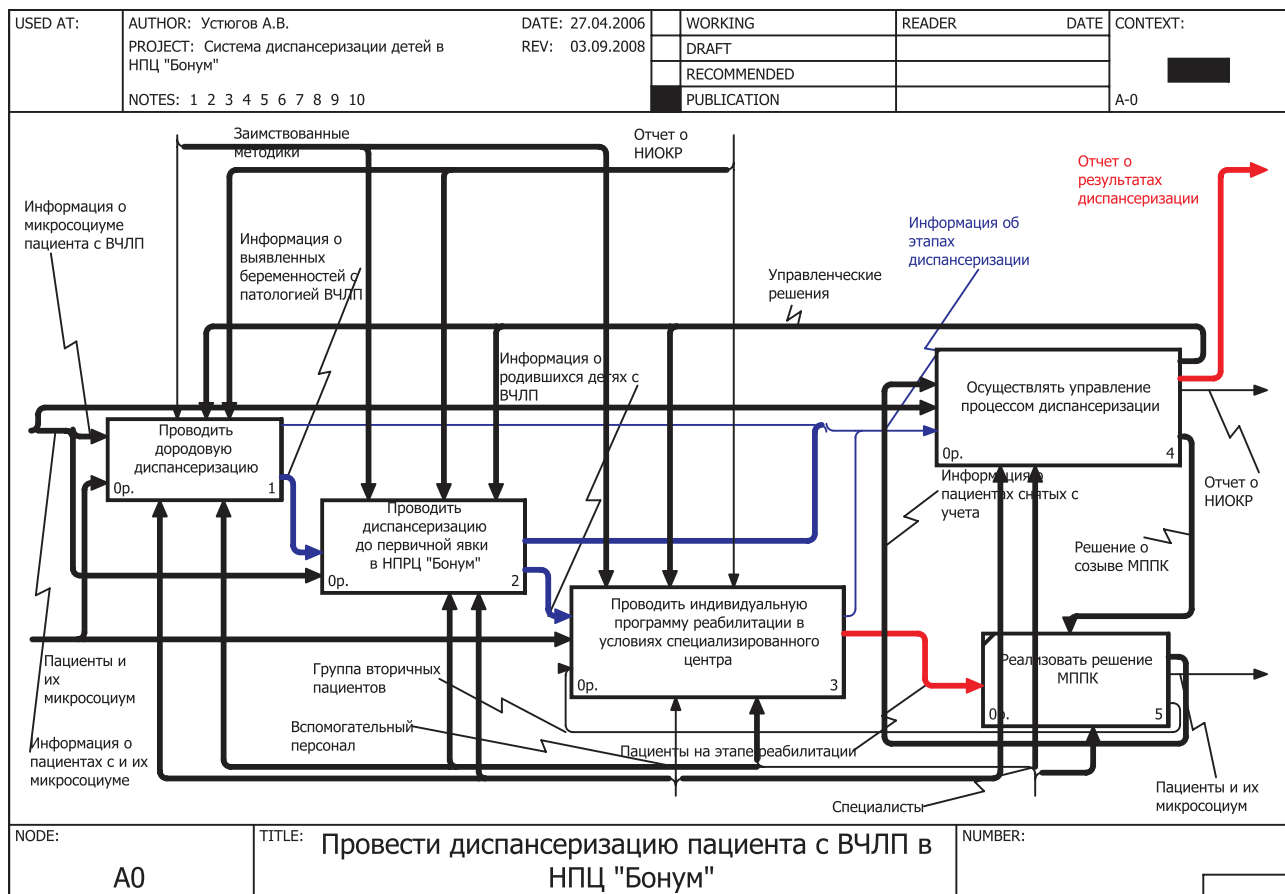 USED AT:
AUTHOR: Устюгов А.В.
DATE: 27.04.2006
PROJECT: Система диспансеризации детей в
НПЦ "Бонум"
REV: 03.09.2008
NOTES: 1 2 3 4 5 6 7 8 9 10
WORKING
DRAFT
RECOMMENDED
PUBLICATION
READER
DATE
CONTEXT:
A-0
Заимствованные
методики
Отчет о
НИОКР
Отчет о
результатах
диспансеризации
Информация о
микросоциуме
пациента с ВЧЛП
Информация о
выявленных
беременностей с
патологией ВЧЛП
Информация об
этапах
диспансеризации
Управленческие
решения
Информация о
родившихся детях с
ВЧЛП
Осуществлять управление
процессом диспансеризации
0р.
4
Проводить
дородовую
диспансеризацию
0р.
1
Информация о
пациентах снятых с
учета
Отчет о
НИОКР
Проводить
диспансеризацию
до первичной явки
в НПРЦ "Бонум"
0р.
2
Решение о
созыве МППК
Проводить индивидуальную
программу реабилитации в
условиях специализированного
центра
0р.
3
Реализовать решение
МППК
0р.
5
Пациенты и
их
микросоциум
Группа вторичных
пациентов
Вспомогательный
персонал
Пациенты на этапе реабилитации
Информация о
пациентах с и их
микросоциуме
Специалисты
Пациенты и их
микросоциум
NODE:
A0
TITLE:
Провести диспансеризацию пациента с ВЧЛП в
НПЦ "Бонум"
NUMBER: